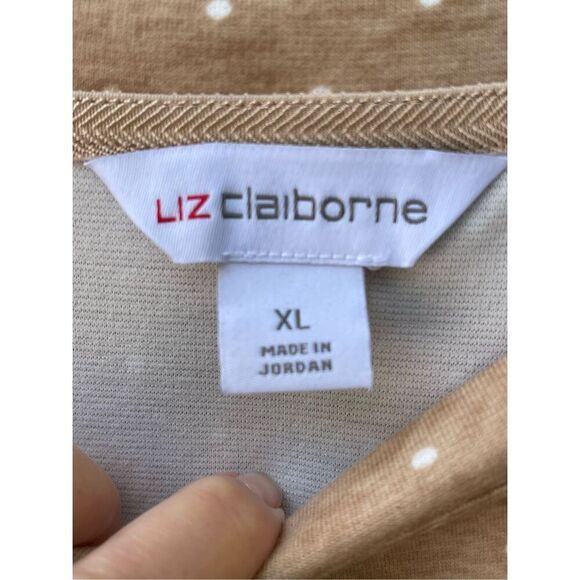 LIZ claiborne
XL
MADE IN
JORDAN